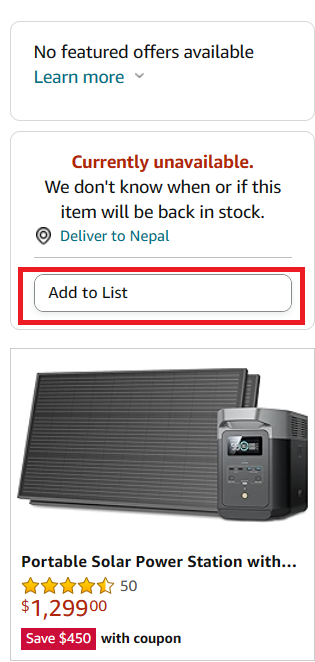 No featured offers available
Learn more
Currently unavailable.
We don't know when or if this
item will be back in stock.
Deliver to Nepal
Add to List
Portable Solar Power Station with...
50
$1,29900
Save $450 with coupon